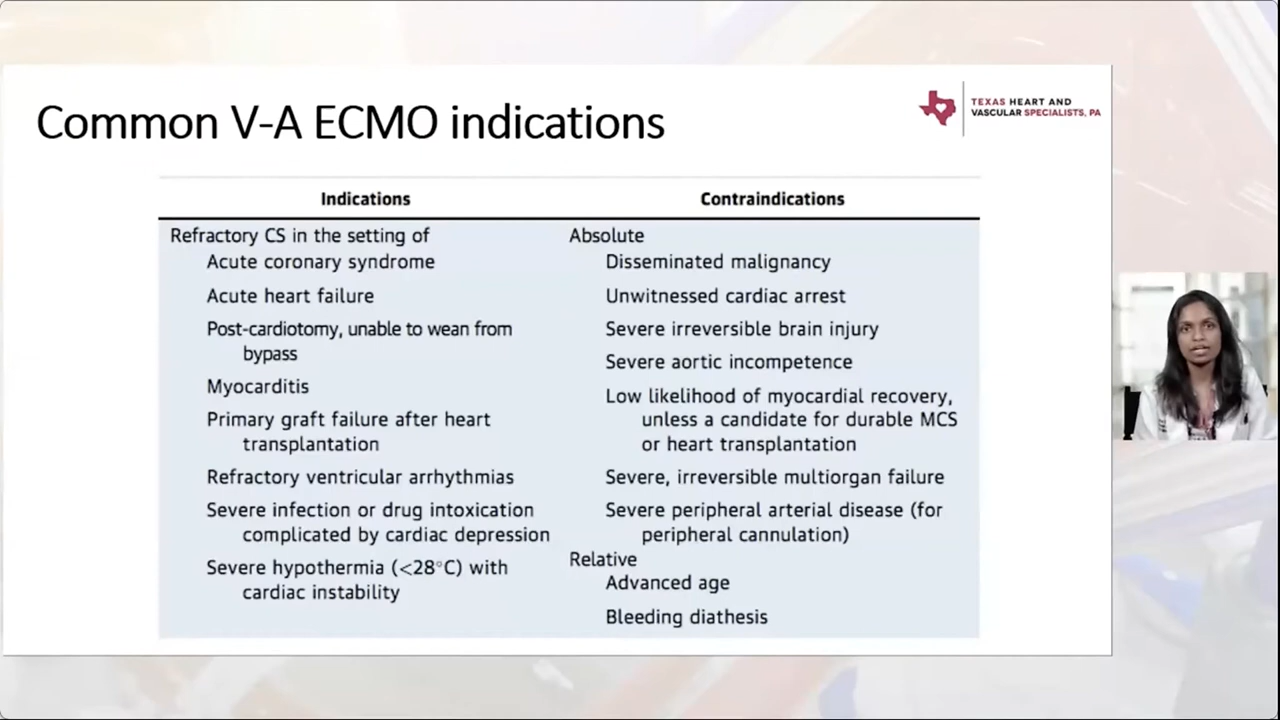 Common V-A ECMO indications
TEXAS HEART AND
VASCULAR SPECIALISTS, PA
Indications
Refractory CS in the setting of
Acute coronary syndrome
Acute heart failure
Post-cardiotomy, unable to wean from
bypass
Myocarditis
Primary graft failure after heart
transplantation
Refractory ventricular arrhythmias
Severe infection or drug intoxication
complicated by cardiac depression
Severe hypothermia (<28°C) with
cardiac instability
Contraindications
Absolute
Disseminated malignancy
Unwitnessed cardiac arrest
Severe irreversible brain injury
Severe aortic incompetence
Low likelihood of myocardial recovery,
unless a candidate for durable MCS
or heart transplantation
Severe, irreversible multiorgan failure
Severe peripheral arterial disease (for
peripheral cannulation)
Relative
Advanced age
Bleeding diathesis